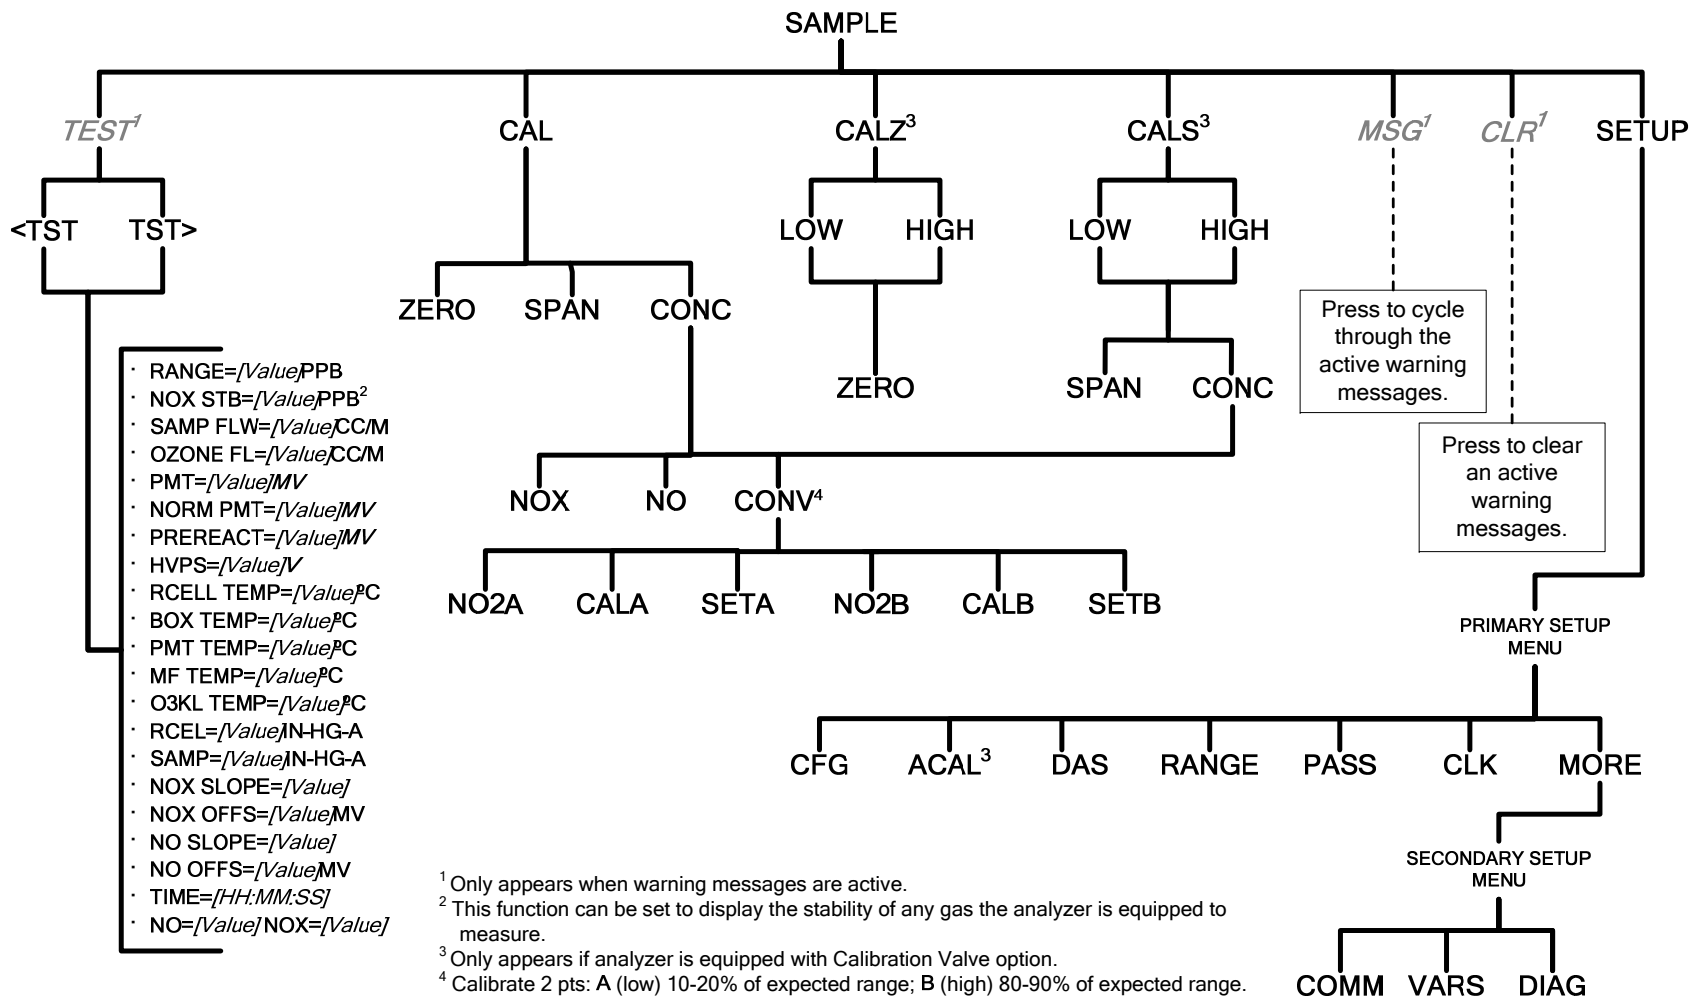 SAMPLE
TEST¹ CAL CALZ³ CALS³ MSG¹ CLR¹ SETUP
<TST TST> LOW HIGH LOW HIGH
ZERO SPAN CONC
Press to cycle
through the
active warning
messages.
ZERO SPAN CONC
Press to clear
an active
warning
messages.
NOX NO CONV⁴
NO2A CALA SETA NO2B CALB SETB
· RANGE=[Value]PPB
· NOX STB=[Value]PPB²
· SAMP FLW=[Value]CC/M
· OZONE FL=[Value]CC/M
· PMT=[Value]MV
· NORM PMT=[Value]MV
· PREREACT=[Value]MV
· HVPS=[Value]V
· RCELL TEMP=[Value]ºC
· BOX TEMP=[Value]ºC
· PMT TEMP=[Value]ºC
· MF TEMP=[Value]ºC
· O3KL TEMP=[Value]ºC
· RCEL=[Value]IN-HG-A
· SAMP=[Value]IN-HG-A
· NOX SLOPE=[Value]
· NOX OFFS=[Value]MV
· NO SLOPE=[Value]
· NO OFFS=[Value]MV
· TIME=[HH:MM:SS]
· NO=[Value] NOX=[Value]
PRIMARY SETUP
MENU
CFG ACAL³ DAS RANGE PASS CLK MORE
SECONDARY SETUP
MENU
COMM VARS DIAG
¹ Only appears when warning messages are active.
² This function can be set to display the stability of any gas the analyzer is equipped to
measure.
³ Only appears if analyzer is equipped with Calibration Valve option.
⁴ Calibrate 2 pts: A (low) 10-20% of expected range; B (high) 80-90% of expected range.